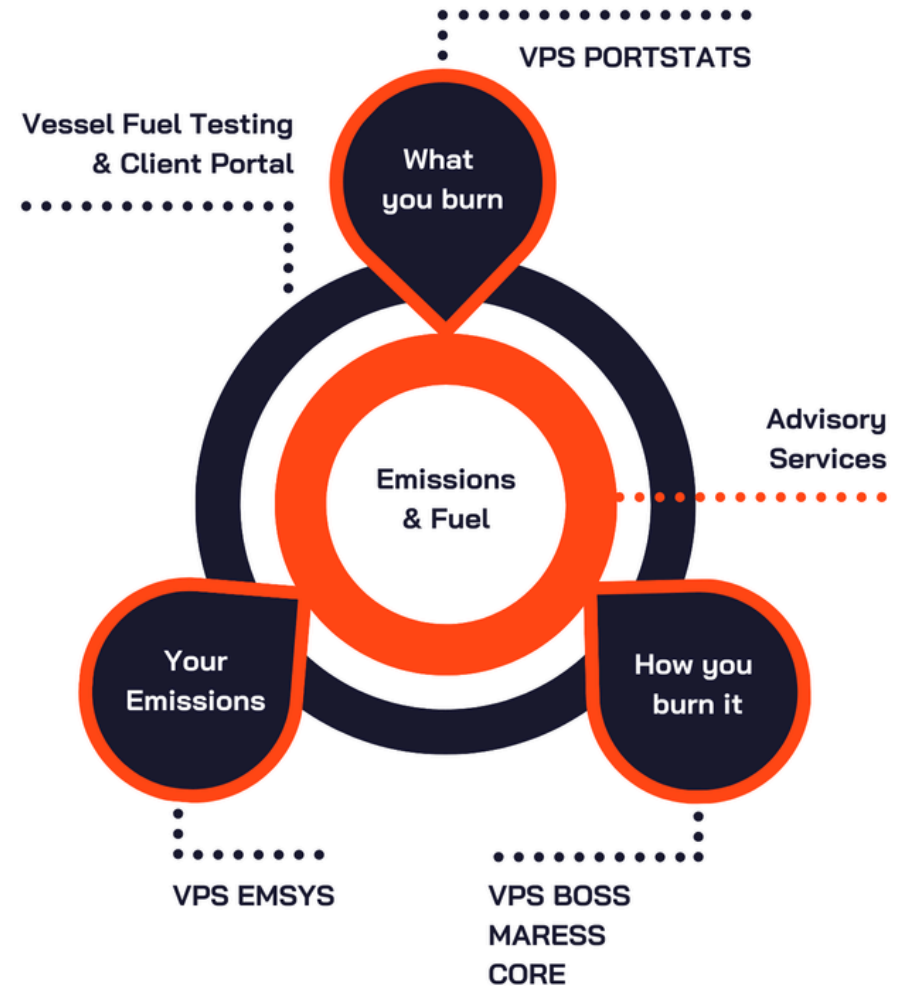 VPS PORTSTATS
Vessel Fuel Testing
& Client Portal
What
you burn
Advisory
Services
Emissions
& Fuel
Your
Emissions
How you
burn it
VPS EMSYS
VPS BOSS
MARESS
CORE